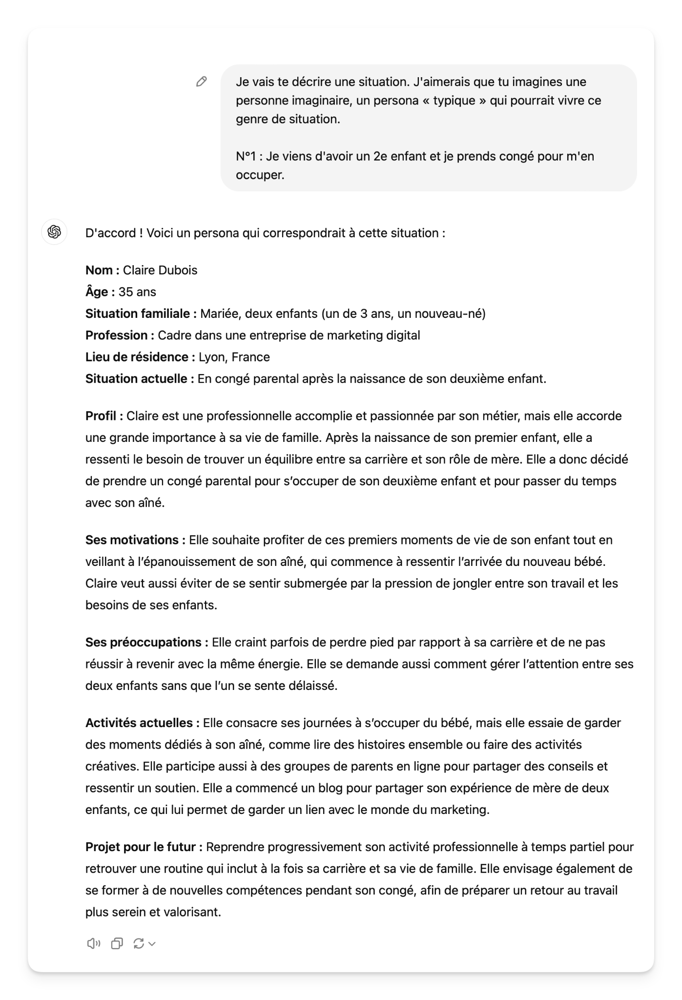 Je vais te décrire une situation. J'aimerais que tu imagines une
personne imaginaire, un persona « typique » qui pourrait vivre ce
genre de situation.
N°1 : Je viens d'avoir un 2e enfant et je prends congé pour m'en
occuper.
D'accord ! Voici un persona qui correspondrait à cette situation :
Nom : Claire Dubois
Âge : 35 ans
Situation familiale : Mariée, deux enfants (un de 3 ans, un nouveau-né)
Profession : Cadre dans une entreprise de marketing digital
Lieu de résidence : Lyon, France
Situation actuelle : En congé parental après la naissance de son deuxième enfant.
Profil : Claire est une professionnelle accomplie et passionnée par son métier, mais elle accorde
une grande importance à sa vie de famille. Après la naissance de son premier enfant, elle a
ressenti le besoin de trouver un équilibre entre sa carrière et son rôle de mère. Elle a donc décidé
de prendre un congé parental pour s’occuper de son deuxième enfant et pour passer du temps
avec son aîné.
Ses motivations : Elle souhaite profiter de ces premiers moments de vie de son enfant tout en
veillant à l’épanouissement de son aîné, qui commence à ressentir l’arrivée du nouveau bébé.
Claire veut aussi éviter de se sentir submergée par la pression de jongler entre son travail et les
besoins de ses enfants.
Ses préoccupations : Elle craint parfois de perdre pied par rapport à sa carrière et de ne pas
réussir à revenir avec la même énergie. Elle se demande aussi comment gérer l’attention entre ses
deux enfants sans que l’un se sente délaissé.
Activités actuelles : Elle consacre ses journées à s’occuper du bébé, mais elle essaie de garder
des moments dédiés à son aîné, comme lire des histoires ensemble ou faire des activités
créatives. Elle participe aussi à des groupes de parents en ligne pour partager des conseils et
ressentir un soutien. Elle a commencé un blog pour partager son expérience de mère de deux
enfants, ce qui lui permet de garder un lien avec le monde du marketing.
Projet pour le futur : Reprendre progressivement son activité professionnelle à temps partiel pour
retrouver une routine qui inclut à la fois sa carrière et sa vie de famille. Elle envisage également de
se former à de nouvelles compétences pendant son congé, afin de préparer un retour au travail
plus serein et valorisant.